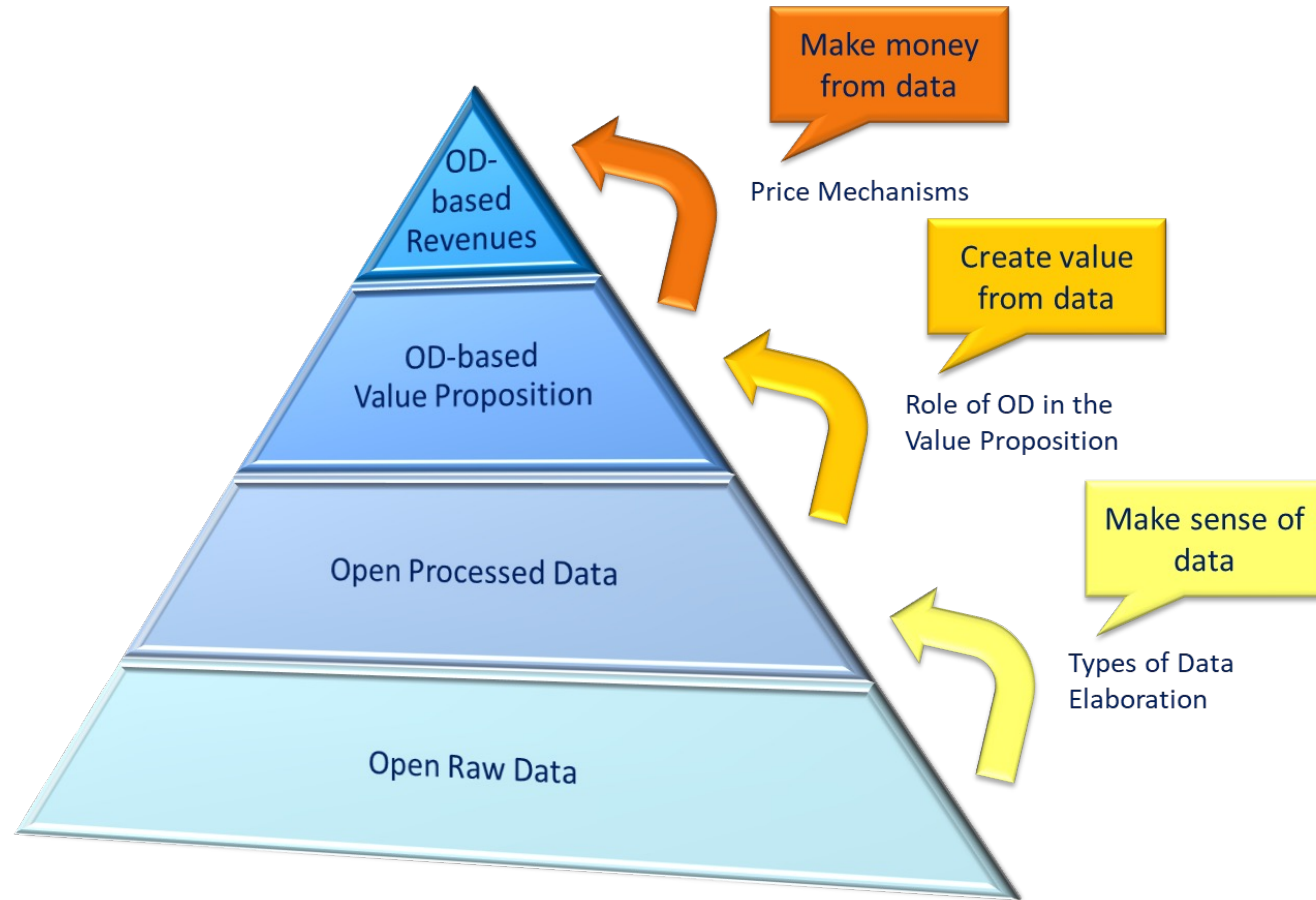 Make money
from data
OD-
based
Revenues
Price Mechanisms
Create value
from data
OD-based
Value Proposition
Role of OD in the
Value Proposition
Make sense of
data
Open Processed Data
Types of Data
Elaboration
Open Raw Data